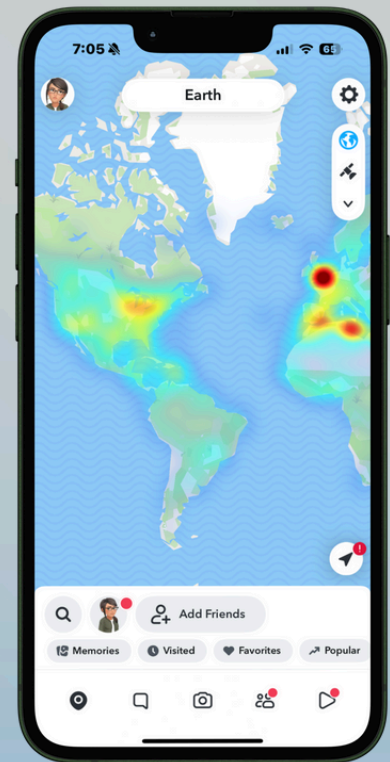 7:05
65
Earth
!
Add Friends
Memories
Visited
Favorites
Popular